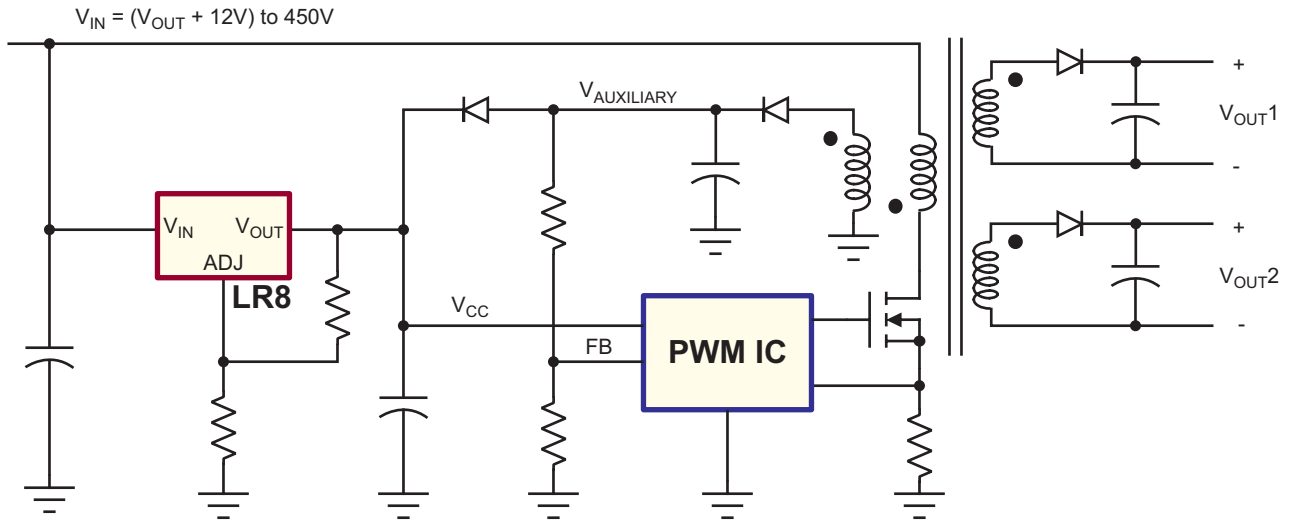 VIN = (VOUT + 12V) to 450V
VAUXILIARY
+
VOUT1
-
VIN
VOUT
ADJ
LR8
+
VOUT2
-
VCC
FB
PWM IC